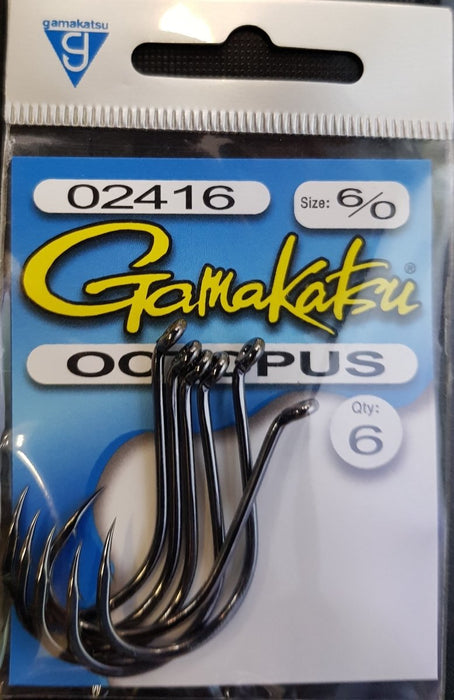 gamakatsu
G
02416
Size: 6/0
Gamakatsu®
OCTOPUS
Qty:
6